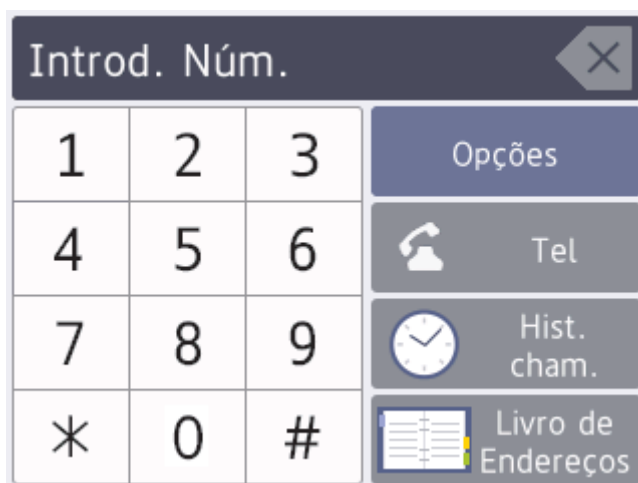 Introd. Núm.
1 2 3
Opções
4 5 6
Tel
7 8 9
Hist.
cham.
* 0 #
Livro de
Endereços